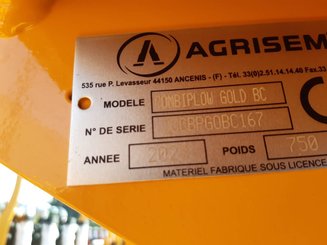 AGRISEM
535 rue P. Levasseur 44150 ANCENIS - (F) - Tél. 33(0)2.51.14.14.40 Fax.33
MODELE COMBIPLOW GOLD BC
N° DE SERIE
ANNEE POIDS 750
MATERIEL FABRIQUE SOUS LICENCE